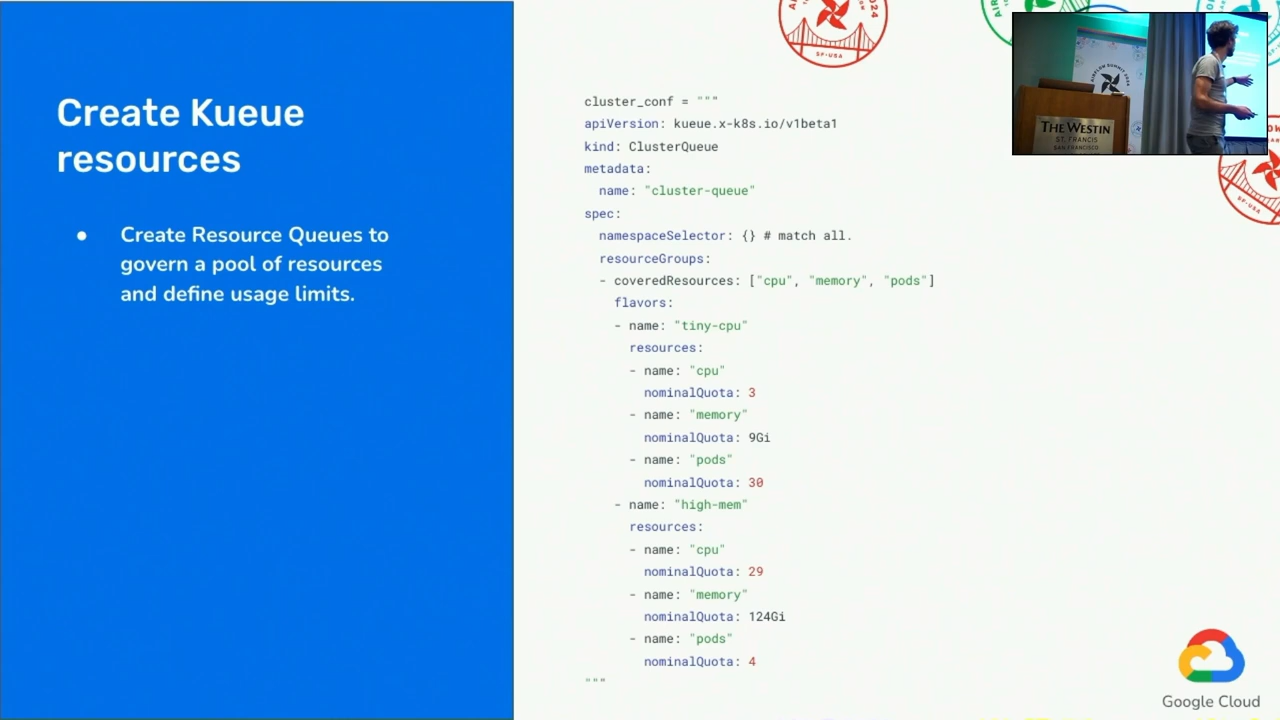 Create Kueue
resources
● Create Resource Queues to
govern a pool of resources
and define usage limits.
cluster_conf = """
apiVersion: kueue.x-k8s.io/v1beta1
kind: ClusterQueue
metadata:
  name: "cluster-queue"
spec:
  namespaceSelector: {} # match all.
  resourceGroups:
  - coveredResources: ["cpu", "memory", "pods"]
    flavors:
    - name: "tiny-cpu"
      resources:
      - name: "cpu"
        nominalQuota: 3
      - name: "memory"
        nominalQuota: 9Gi
      - name: "pods"
        nominalQuota: 30
    - name: "high-mem"
      resources:
      - name: "cpu"
        nominalQuota: 29
      - name: "memory"
        nominalQuota: 124Gi
      - name: "pods"
        nominalQuota: 4
"""
SF-USA
THE WESTIN
ST. FRANCIS
SAN FRANCISCO
SF-USA
Google Cloud